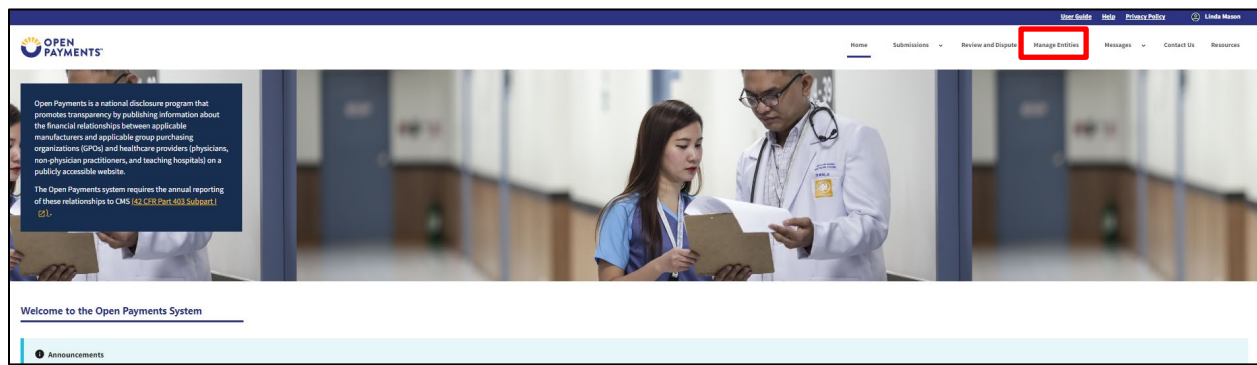 User Guide Help Privacy Policy Linda Mason
OPEN
PAYMENTS
Home Submissions Review and Dispute Manage Entities Messages Contact Us Resources
Open Payments is a national disclosure program that
promotes transparency by publishing information about
the financial relationships between applicable
manufacturers and applicable group purchasing
organizations (GPOs) and healthcare providers (physicians,
non-physician practitioners, and teaching hospitals) on a
publicly accessible website.
The Open Payments system requires the annual reporting
of these relationships to CMS (42 CFR Part 403 Subpart I
).
Welcome to the Open Payments System
Announcements